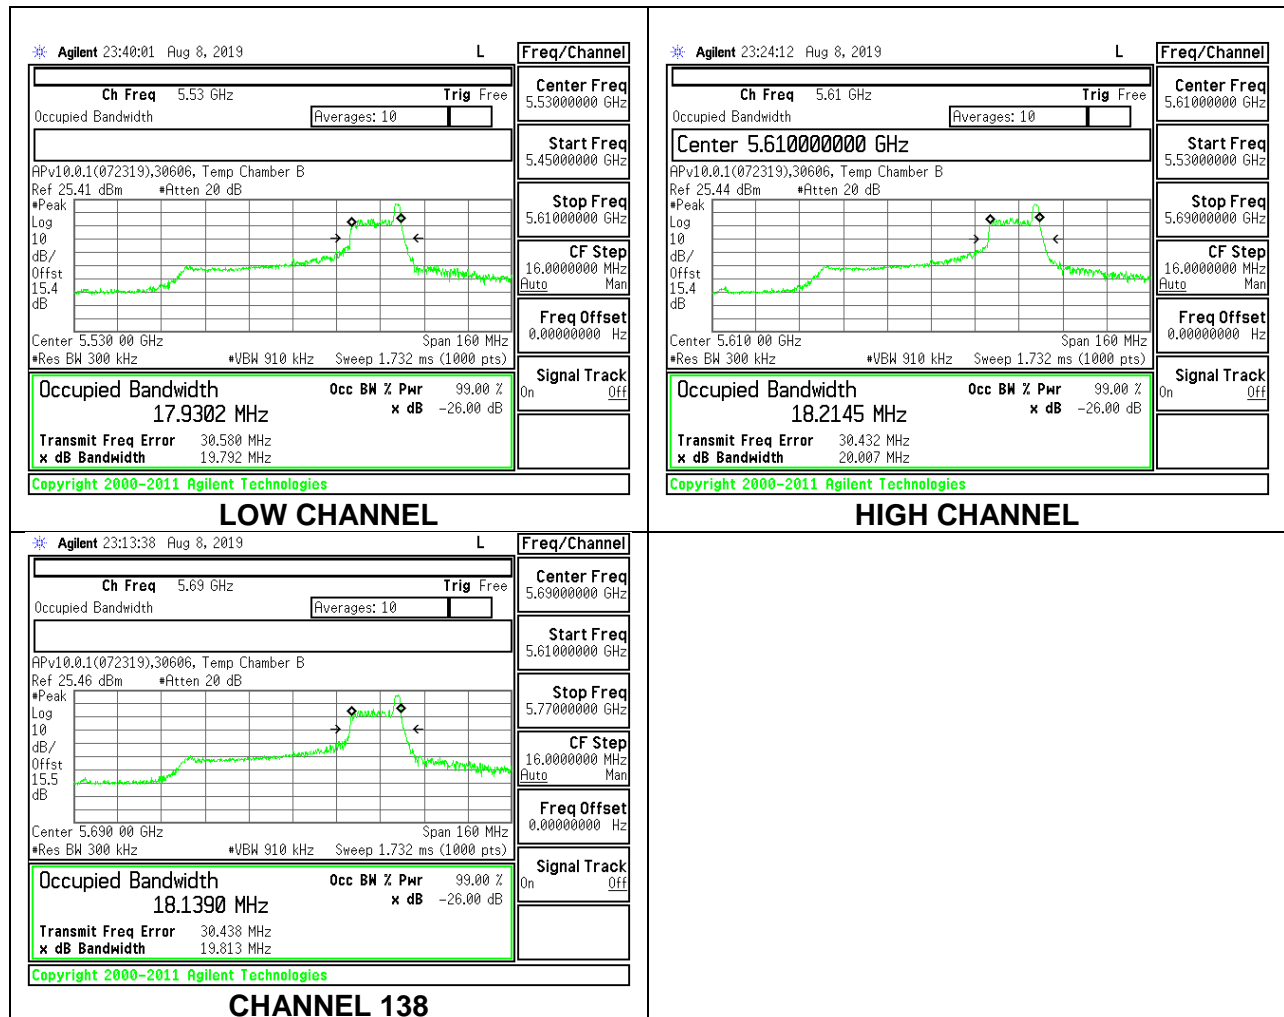 Agilent 23:40:01 Aug 8, 2019 L
Freq/Channel
Ch Freq 5.53 GHz Trig Free
Occupied Bandwidth Averages: 10
APv10.0.1(072319),30606, Temp Chamber B
Ref 25.41 dBm #Atten 20 dB
#Peak
Log
10
dB/
Offst
15.4
dB
Center 5.530 00 GHz Span 160 MHz
#Res BW 300 kHz #VBW 910 kHz Sweep 1.732 ms (1000 pts)
Occupied Bandwidth Occ BW % Pwr 99.00 %
17.9302 MHz x dB -26.00 dB
Transmit Freq Error 30.580 MHz
x dB Bandwidth 19.792 MHz
Copyright 2000-2011 Agilent Technologies
Center Freq
5.53000000 GHz
Start Freq
5.45000000 GHz
Stop Freq
5.61000000 GHz
CF Step
16.0000000 MHz
Auto Man
Freq Offset
0.00000000 Hz
Signal Track
On Off
LOW CHANNEL
Agilent 23:24:12 Aug 8, 2019 L
Freq/Channel
Ch Freq 5.61 GHz Trig Free
Occupied Bandwidth Averages: 10
Center 5.610000000 GHz
APv10.0.1(072319),30606, Temp Chamber B
Ref 25.44 dBm #Atten 20 dB
#Peak
Log
10
dB/
Offst
15.4
dB
Center 5.610 00 GHz Span 160 MHz
#Res BW 300 kHz #VBW 910 kHz Sweep 1.732 ms (1000 pts)
Occupied Bandwidth Occ BW % Pwr 99.00 %
18.2145 MHz x dB -26.00 dB
Transmit Freq Error 30.432 MHz
x dB Bandwidth 20.007 MHz
Copyright 2000-2011 Agilent Technologies
Center Freq
5.61000000 GHz
Start Freq
5.53000000 GHz
Stop Freq
5.69000000 GHz
CF Step
16.0000000 MHz
Auto Man
Freq Offset
0.00000000 Hz
Signal Track
On Off
HIGH CHANNEL
Agilent 23:13:38 Aug 8, 2019 L
Freq/Channel
Ch Freq 5.69 GHz Trig Free
Occupied Bandwidth Averages: 10
APv10.0.1(072319),30606, Temp Chamber B
Ref 25.46 dBm #Atten 20 dB
#Peak
Log
10
dB/
Offst
15.5
dB
Center 5.690 00 GHz Span 160 MHz
#Res BW 300 kHz #VBW 910 kHz Sweep 1.732 ms (1000 pts)
Occupied Bandwidth Occ BW % Pwr 99.00 %
18.1390 MHz x dB -26.00 dB
Transmit Freq Error 30.438 MHz
x dB Bandwidth 19.813 MHz
Copyright 2000-2011 Agilent Technologies
Center Freq
5.69000000 GHz
Start Freq
5.61000000 GHz
Stop Freq
5.77000000 GHz
CF Step
16.0000000 MHz
Auto Man
Freq Offset
0.00000000 Hz
Signal Track
On Off
CHANNEL 138